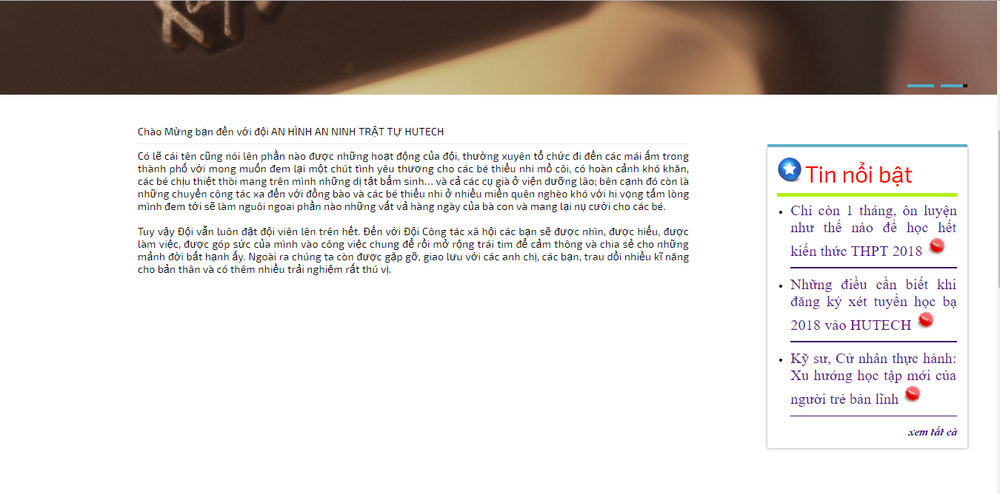 Chào Mừng bạn đến với đội AN HÌNH AN NINH TRẬT TỰ HUTECH
Có lẽ cái tên cũng nói lên phần nào được những hoạt động của đội, thường xuyên tổ chức đi đến các mái ấm trong
thành phố với mong muốn đem lại một chút tình yêu thương cho các bé thiếu nhi mồ côi, có hoàn cảnh khó khăn,
các bé chịu thiệt thòi mang trên mình những dị tật bẩm sinh... và cả các cụ già ở viện dưỡng lão; bên cạnh đó còn là
những chuyến công tác xa đến với đồng bào và các bé thiếu nhi ở nhiều miền quên nghèo khó với hi vọng tấm lòng
mình đem tới sẽ làm nguôi ngoai phần nào những vất vả hàng ngày của bà con và mang lại nụ cười cho các bé.
Tuy vậy Đội vẫn luôn đặt đội viên lên trên hết. Đến với Đội Công tác xã hội các bạn sẽ được nhìn, được hiểu, được
làm việc, được góp sức của mình vào công việc chung để rồi mở rộng trái tim để cảm thông và chia sẻ cho những
mảnh đời bất hạnh ấy. Ngoài ra chúng ta còn được gặp gỡ, giao lưu với các anh chị, các bạn, trau dồi nhiều kĩ năng
cho bản thân và có thêm nhiều trải nghiệm rất thú vị.
Tin nổi bật
Chỉ còn 1 tháng, ôn luyện
như thế nào để học hết
kiến thức THPT 2018
Những điều cần biết khi
đăng ký xét tuyển học bạ
2018 vào HUTECH
Kỹ sư, Cử nhân thực hành:
Xu hướng học tập mới của
người trẻ bản lĩnh
xem tất cả